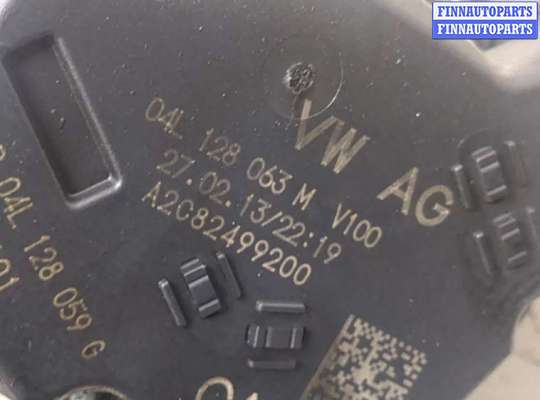 FINNAUTOPARTS
FINNAUTOPARTS
VW AG
04L 128 063 M V100
27.02.13/22:19
A2C82499200
04L 128 059 G